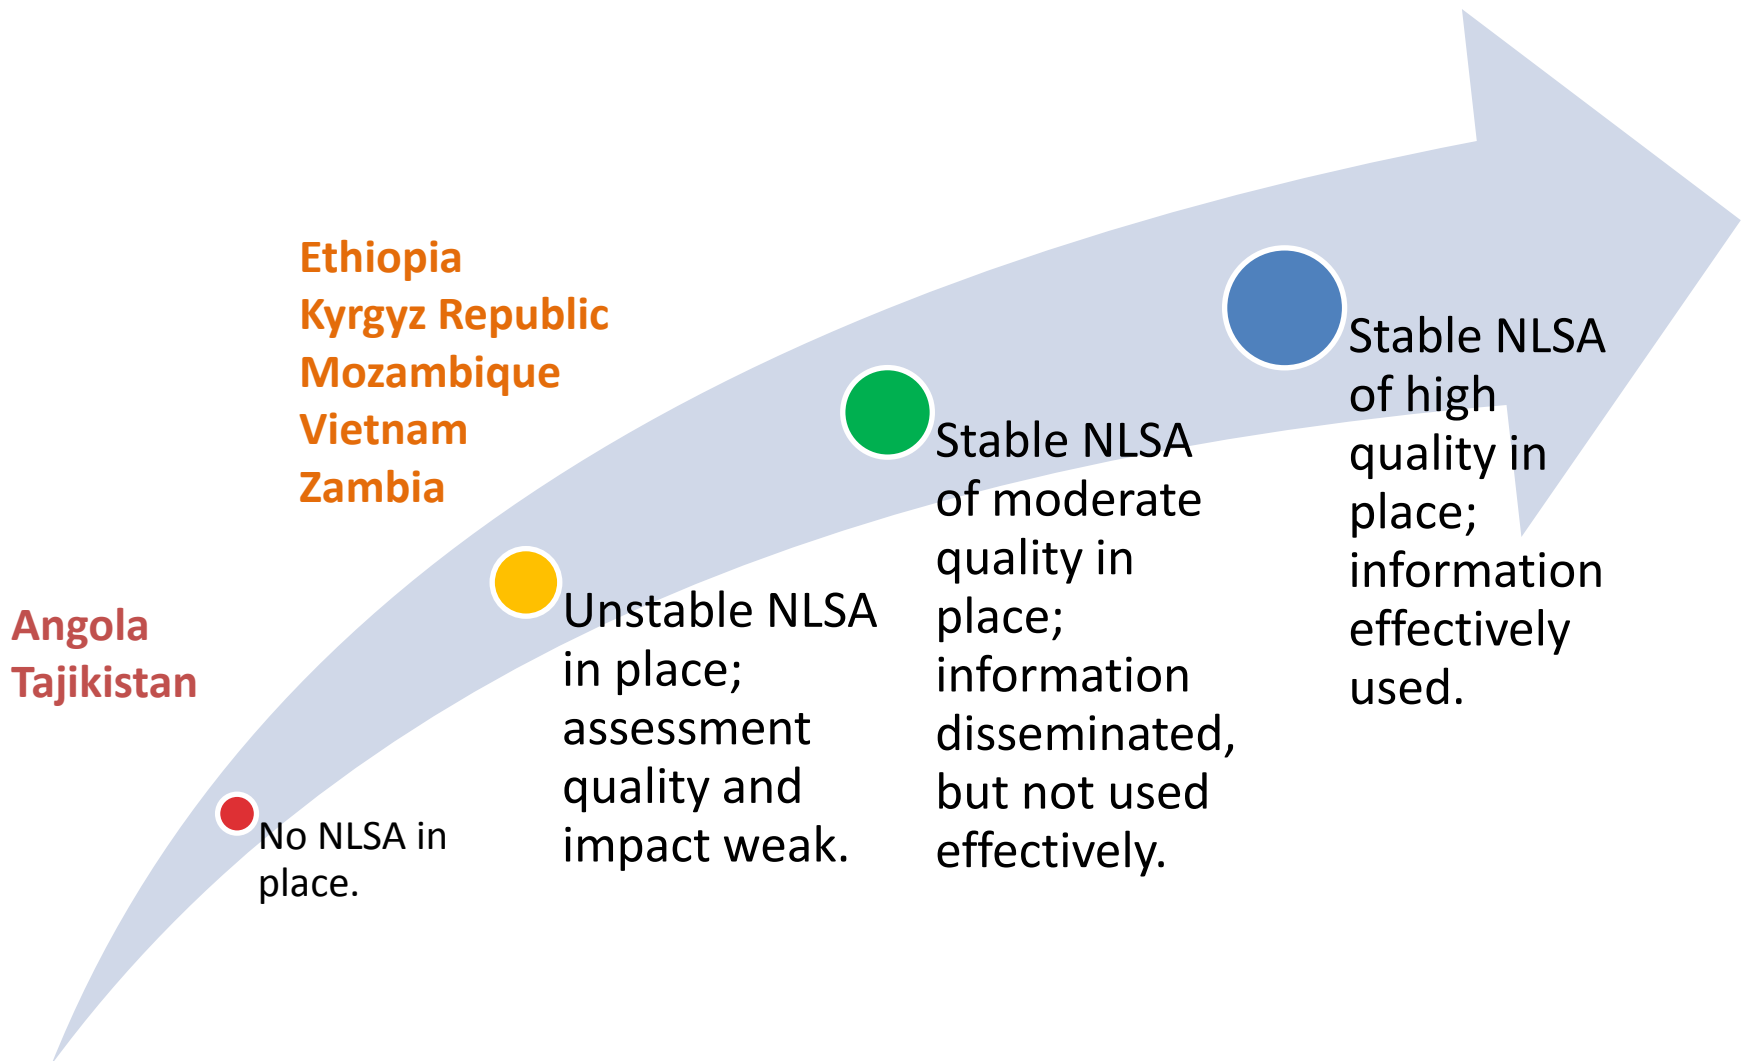 Ethiopia
Kyrgyz Republic
Mozambique
Vietnam
Zambia
Angola
Tajikistan
No NLSA in
place.
Unstable NLSA
in place;
assessment
quality and
impact weak.
Stable NLSA
of moderate
quality in
place;
information
disseminated,
but not used
effectively.
Stable NLSA
of high
quality in
place;
information
effectively
used.